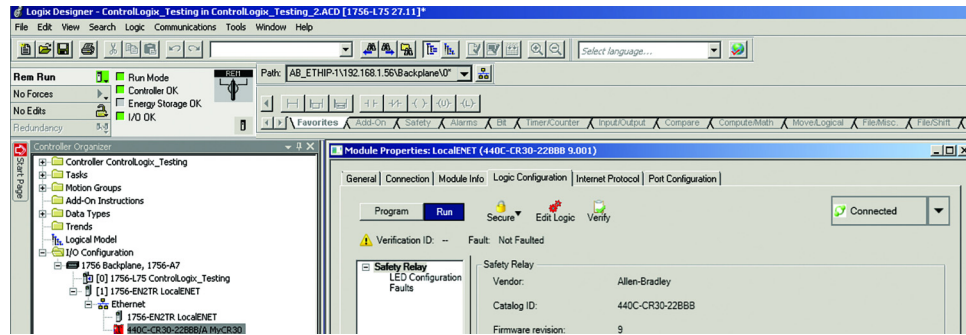 Logix Designer - ControlLogix_Testing in ControlLogix_Testing_2.ACD [1756-L75 27.11]*
File Edit View Search Logic Communications Tools Window Help
Select language...
Rem Run
Run Mode
REM
Path: AB_ETHIP-1\192.168.1.56\Backplane\0*
No Forces
Controller OK
Energy Storage OK
No Edits
I/O OK
Redundancy
Favorites Add-On Safety Alarms Bit Timer/Counter Input/Output Compare Compute/Math Move/Logical File/Misc. File/Shift
Start Page
Controller Organizer
Controller ControlLogix_Testing
Tasks
Motion Groups
Add-On Instructions
Data Types
Trends
Logical Model
I/O Configuration
1756 Backplane, 1756-A7
[0] 1756-L75 ControlLogix_Testing
[1] 1756-EN2TR LocalENET
Ethernet
1756-EN2TR LocalENET
440C-CR30-22BBB/A MyCR30
Module Properties: LocalENET (440C-CR30-22BBB 9.001)
General Connection Module Info Logic Configuration Internet Protocol Port Configuration
Program Run Secure Edit Logic Verify Connected
Verification ID: -- Fault: Not Faulted
Safety Relay
LED Configuration
Faults
Safety Relay
Vendor: Allen-Bradley
Catalog ID: 440C-CR30-22BBB
Firmware revision: 9